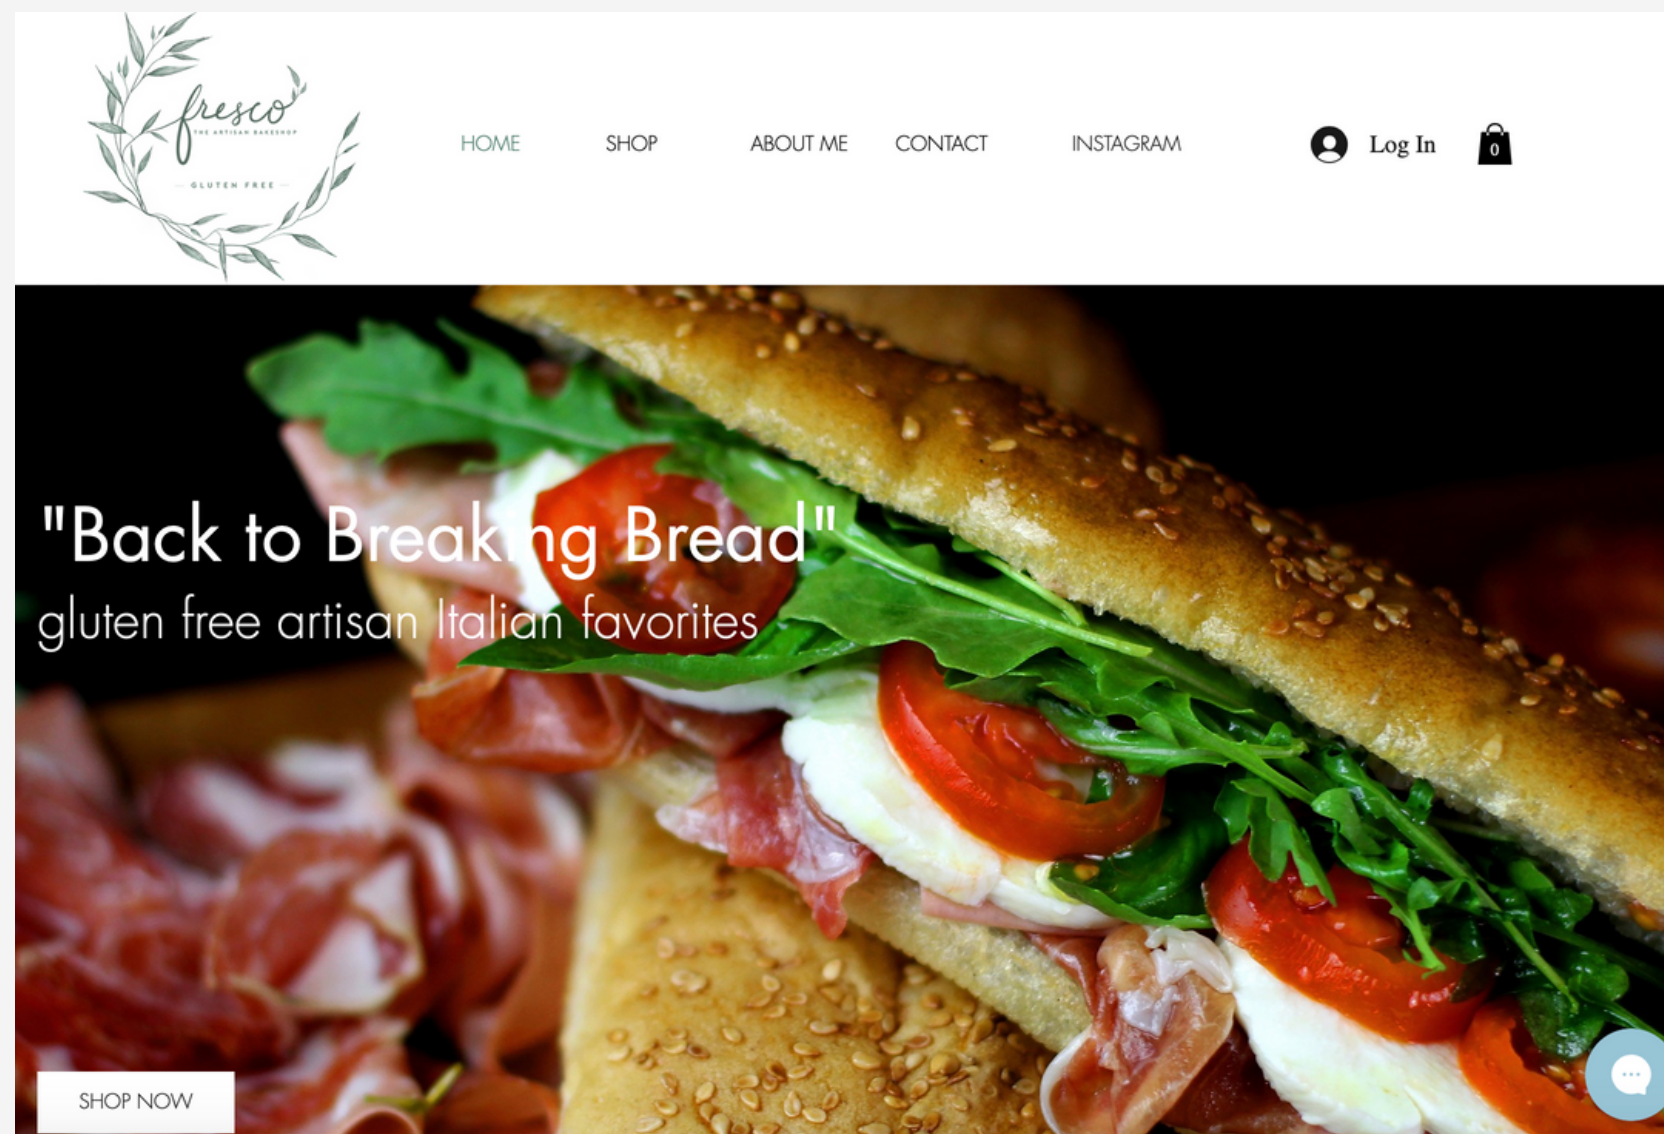 fresco
THE ARTISAN BAKESHOP
GLUTEN FREE
HOME SHOP ABOUT ME CONTACT INSTAGRAM Log In 0
"Back to Breaking Bread"
gluten free artisan Italian favorites
SHOP NOW